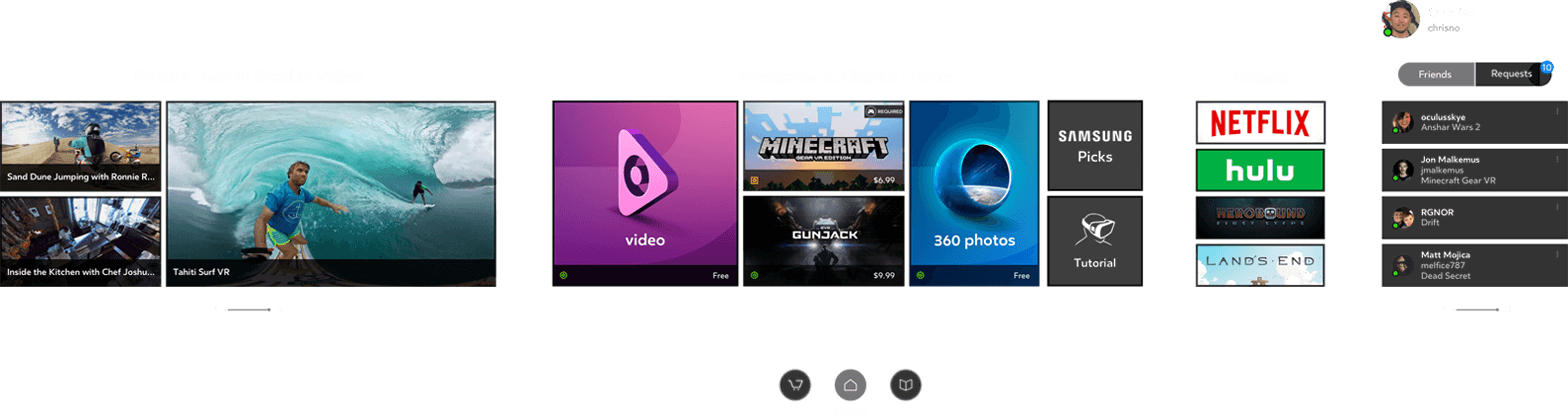 chrisno
Friends
Requests
10
Sand Dune Jumping with Ronnie R...
Inside the Kitchen with Chef Joshu...
Tahiti Surf VR
video
Free
REQUIRED
MINECRAFT
GEAR VR EDITION
$6.99
EVE
GUNJACK
$9.99
360 photos
Free
SAMSUNG
Picks
Tutorial
NETFLIX
hulu
HEROBOUND
LAND'S·END
oculusskye
Anshar Wars 2
Jon Malkemus
jmalkemus
Minecraft Gear VR
RGNOR
Drift
Matt Mojica
melfice787
Dead Secret